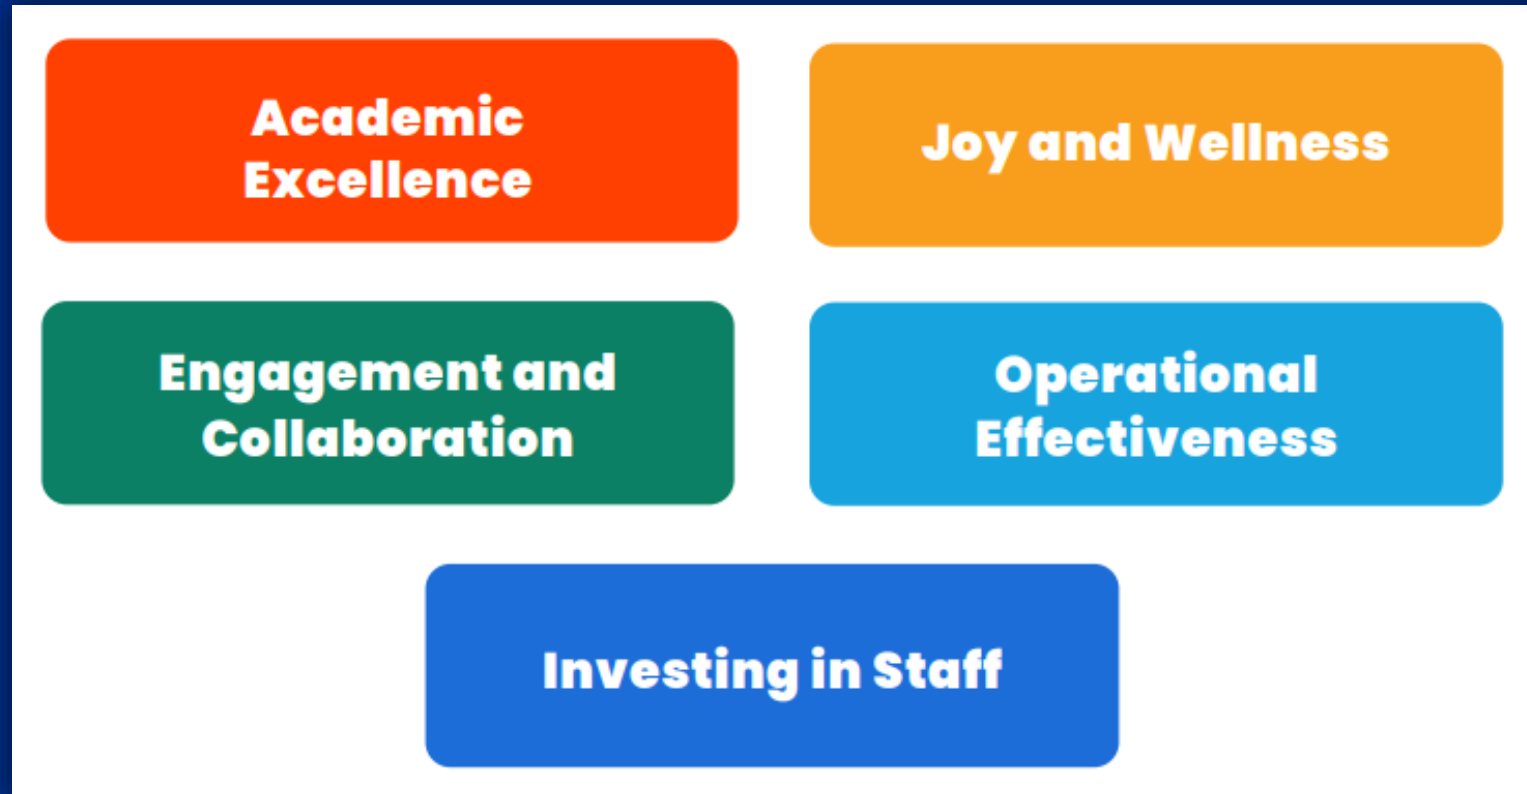 Academic
Excellence
Joy and Wellness
Engagement and
Collaboration
Operational
Effectiveness
Investing in Staff